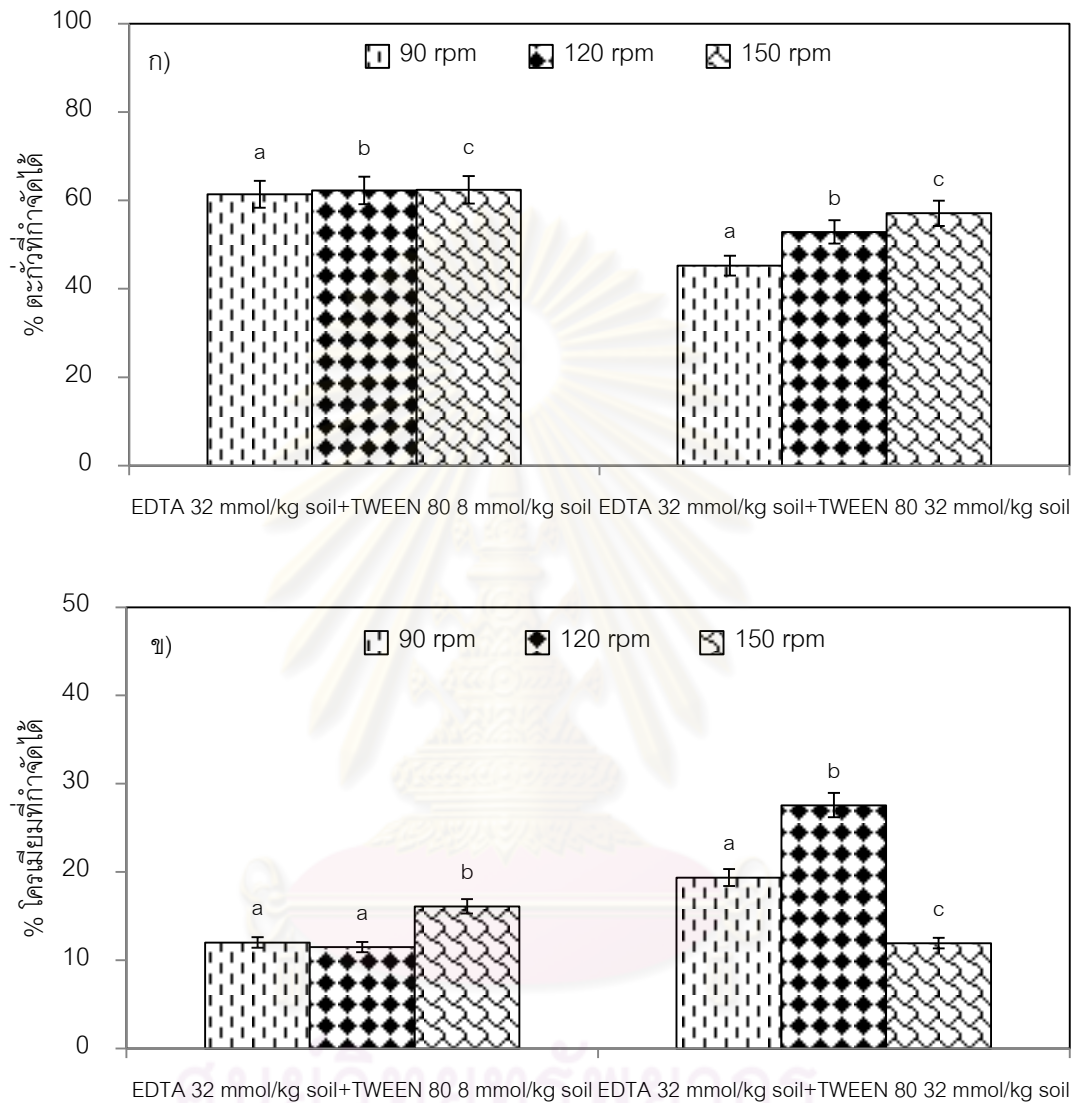 100
ก)
90 rpm 120 rpm 150 rpm
80
a b c
60
c
b
a
40
20
0
% ตะกั่วที่กำจัดได้
EDTA 32 mmol/kg soil+TWEEN 80 8 mmol/kg soil EDTA 32 mmol/kg soil+TWEEN 80 32 mmol/kg soil
50
ข)
90 rpm 120 rpm 150 rpm
40
30
b
a
20
b
a a c
10
0
% โครเมียมที่กำจัดได้
EDTA 32 mmol/kg soil+TWEEN 80 8 mmol/kg soil EDTA 32 mmol/kg soil+TWEEN 80 32 mmol/kg soil